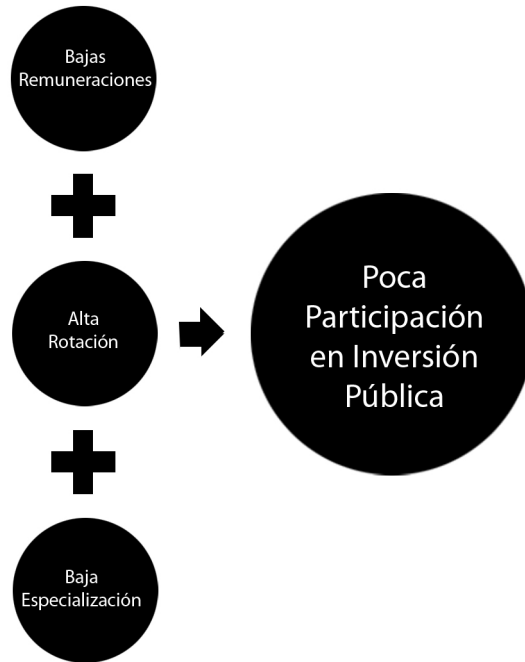 Bajas
Remuneraciones
Alta
Rotación
Baja
Especialización
Poca
Participación
en Inversión
Pública